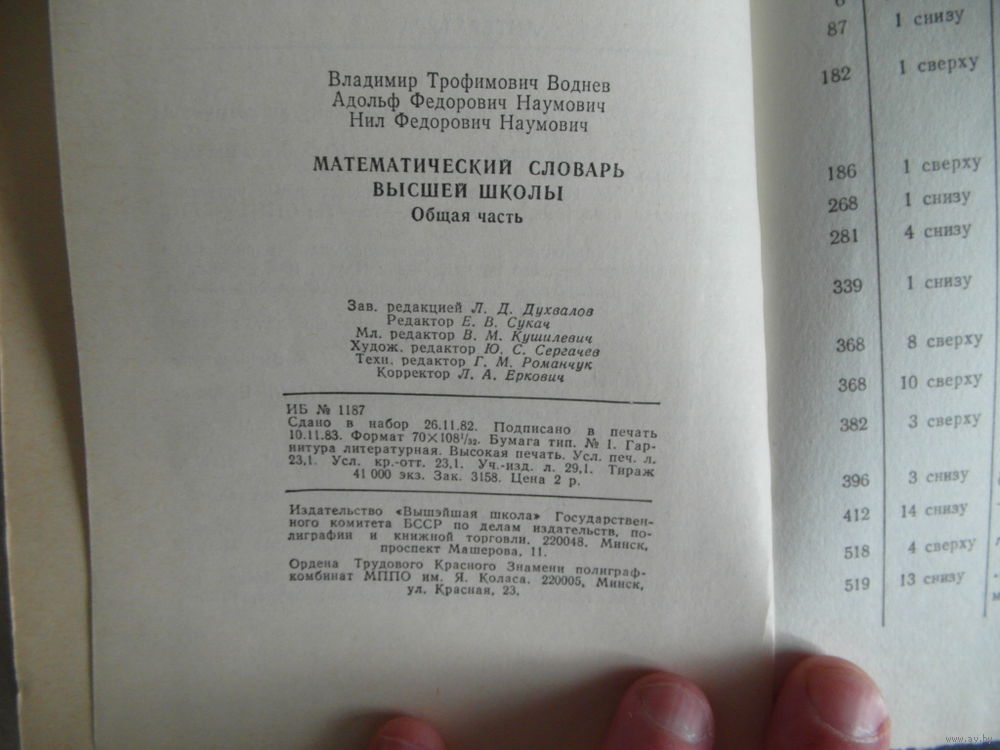 Владимир Трофимович Воднев
Адольф Федорович Наумович
Нил Федорович Наумович
МАТЕМАТИЧЕСКИЙ СЛОВАРЬ
ВЫСШЕЙ ШКОЛЫ
Общая часть
Зав. редакцией Л. Д. Духвалов
Редактор Е. В. Сукач
Мл. редактор В. М. Кушилевич
Худож. редактор Ю. С. Сергачев
Техн. редактор Г. М. Романчук
Корректор Л. А. Еркович
ИБ № 1187
Сдано в набор 26.11.82. Подписано в печать
10.11.83. Формат 70×108¹/₃₂. Бумага тип. № 1. Гар-
нитура литературная. Высокая печать. Усл. печ. л.
23,1. Усл. кр.-отт. 23,1. Уч.-изд. л. 29,1. Тираж
41 000 экз. Зак. 3158. Цена 2 р.
Издательство «Вышэйшая школа» Государствен-
ного комитета БССР по делам издательств, по-
лиграфии и книжной торговли. 220048. Минск,
проспект Машерова, 11.
Ордена Трудового Красного Знамени полиграф-
комбинат МППО им. Я. Коласа. 220005, Минск,
ул. Красная, 23.
87 1 снизу
182 1 сверху
186 1 сверху
268 1 снизу
281 4 снизу
339 1 снизу
368 8 сверху
368 10 сверху
382 3 сверху
396 3 снизу
412 14 снизу
518 4 сверху
519 13 снизу
www.av.by